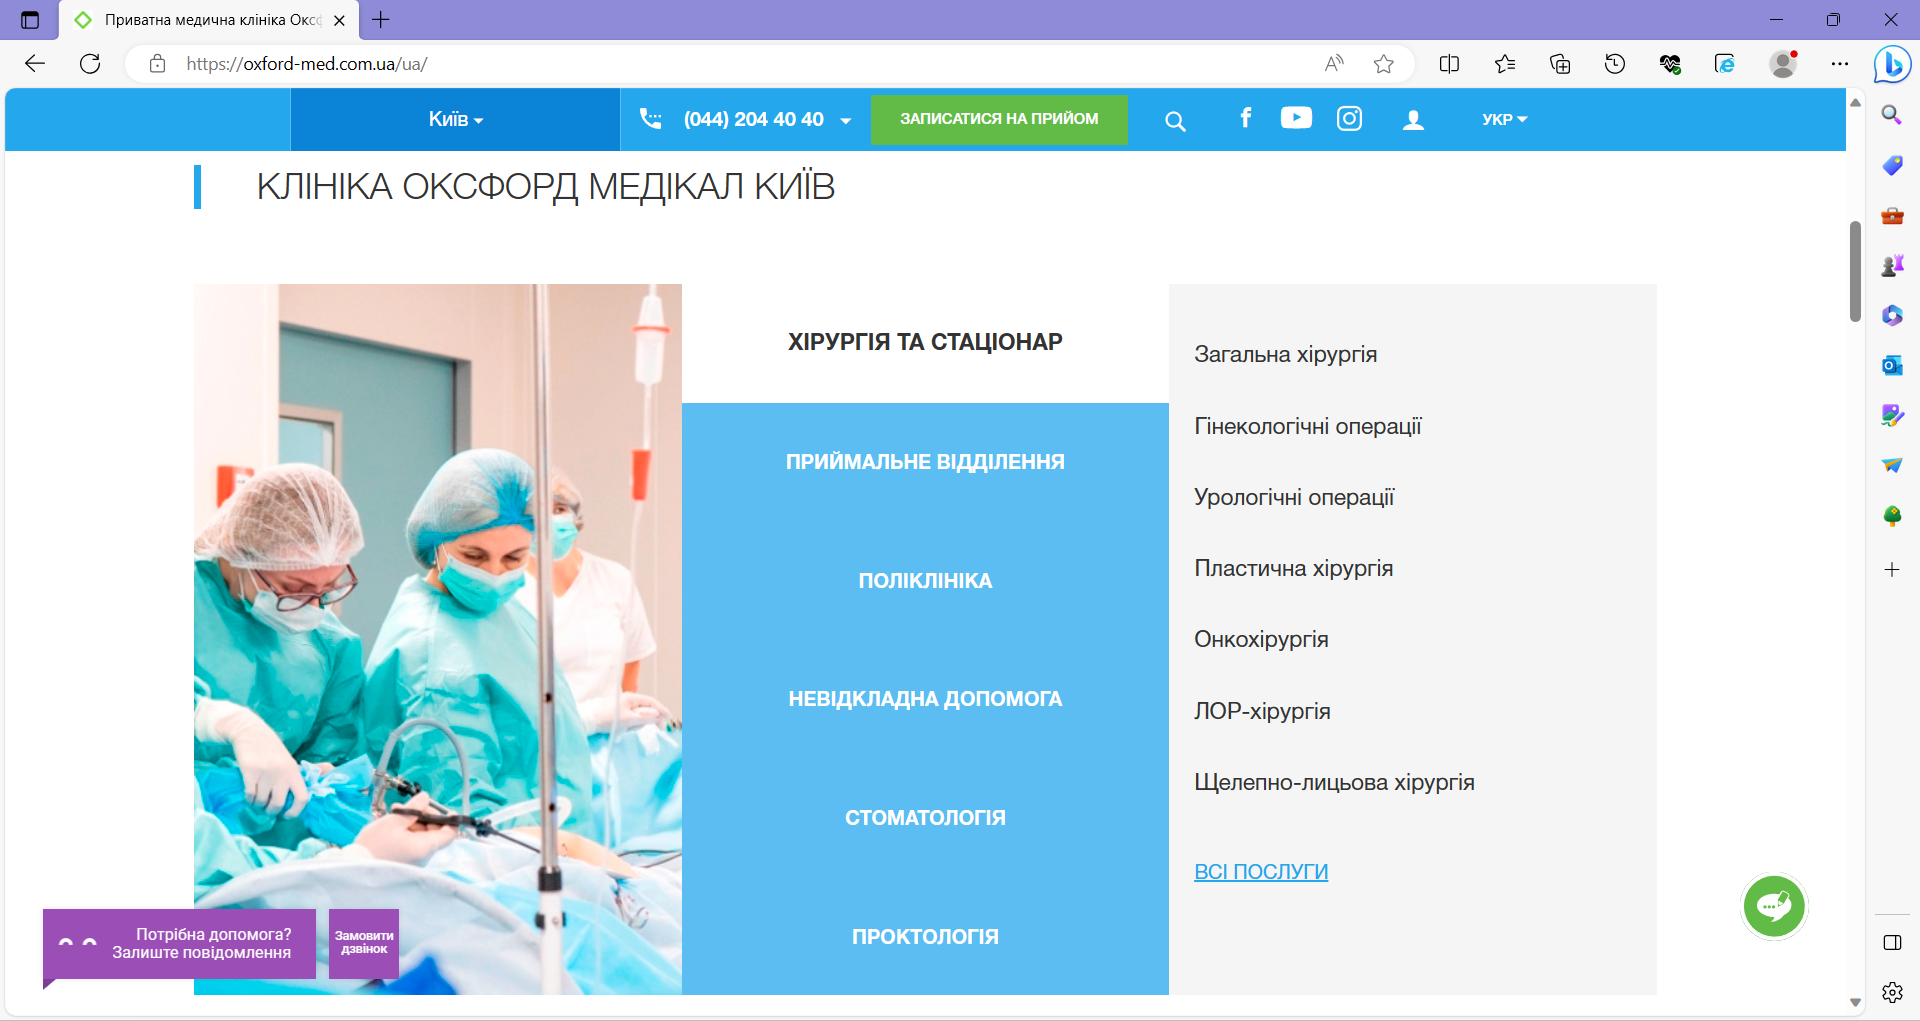 Приватна медична клініка Окс
https://oxford-med.com.ua/ua/
Київ
(044) 204 40 40
ЗАПИСАТИСЯ НА ПРИЙОМ
УКР
КЛІНІКА ОКСФОРД МЕДІКАЛ КИЇВ
ХІРУРГІЯ ТА СТАЦІОНАР
ПРИЙМАЛЬНЕ ВІДДІЛЕННЯ
ПОЛІКЛІНІКА
НЕВІДКЛАДНА ДОПОМОГА
СТОМАТОЛОГІЯ
ПРОКТОЛОГІЯ
Загальна хірургія
Гінекологічні операції
Урологічні операції
Пластична хірургія
Онкохірургія
ЛОР-хірургія
Щелепно-лицьова хірургія
ВСІ ПОСЛУГИ
Потрібна допомога?
Залиште повідомлення
Замовити
дзвінок